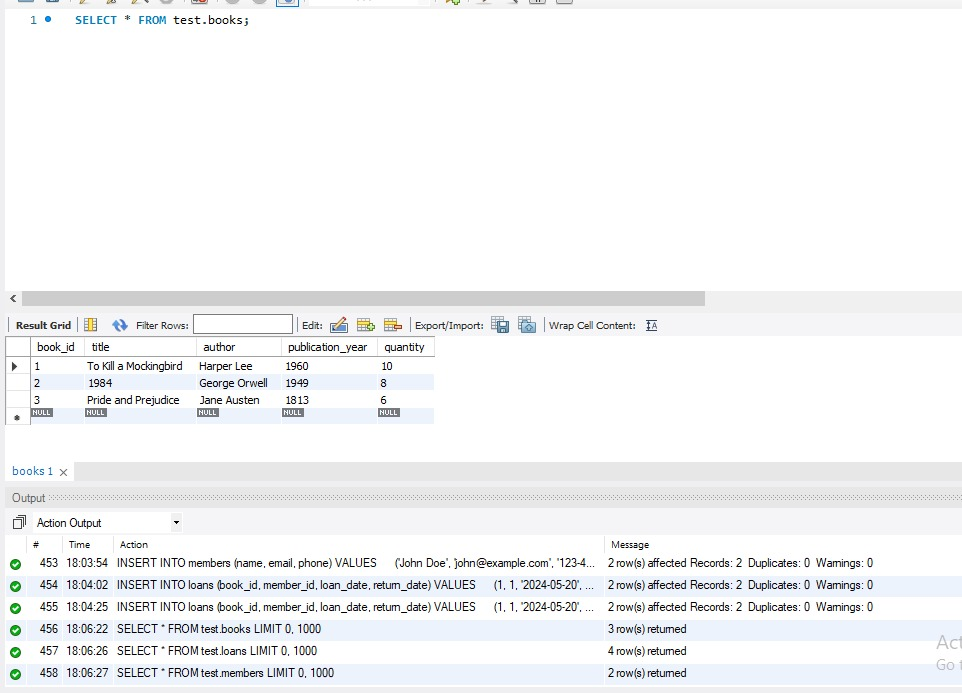 1 SELECT * FROM test.books;
Result Grid Filter Rows: Edit: Export/Import: Wrap Cell Content: IA
book_id title author publication_year quantity
1 To Kill a Mockingbird Harper Lee 1960 10
2 1984 George Orwell 1949 8
3 Pride and Prejudice Jane Austen 1813 6
NULL NULL NULL NULL NULL
books 1
Output
Action Output
# Time Action Message
453 18:03:54 INSERT INTO members (name, email, phone) VALUES ('John Doe', 'john@example.com', '123-4... 2 row(s) affected Records: 2 Duplicates: 0 Warnings: 0
454 18:04:02 INSERT INTO loans (book_id, member_id, loan_date, return_date) VALUES (1, 1, '2024-05-20', ... 2 row(s) affected Records: 2 Duplicates: 0 Warnings: 0
455 18:04:25 INSERT INTO loans (book_id, member_id, loan_date, return_date) VALUES (1, 1, '2024-05-20', ... 2 row(s) affected Records: 2 Duplicates: 0 Warnings: 0
456 18:06:22 SELECT * FROM test.books LIMIT 0, 1000 3 row(s) returned
457 18:06:26 SELECT * FROM test.loans LIMIT 0, 1000 4 row(s) returned
458 18:06:27 SELECT * FROM test.members LIMIT 0, 1000 2 row(s) returned
Act
Go t